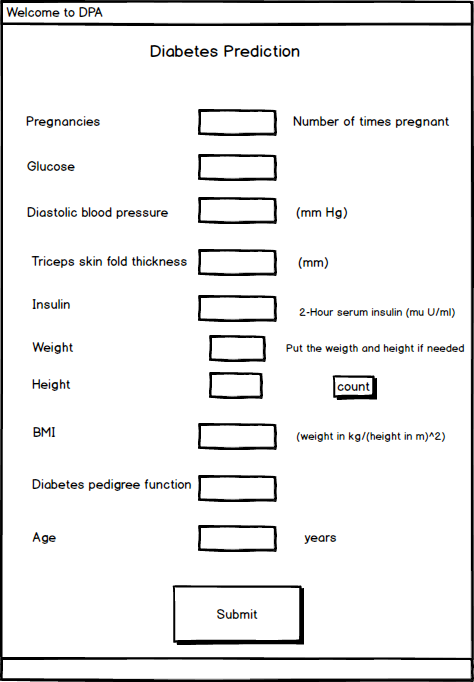 Welcome to DPA
Diabetes Prediction
Pregnancies Number of times pregnant
Glucose
Diastolic blood pressure (mm Hg)
Triceps skin fold thickness (mm)
Insulin 2-Hour serum insulin (mu U/ml)
Weight Put the weigth and height if needed
Height count
BMI (weight in kg/(height in m)^2)
Diabetes pedigree function
Age years
Submit